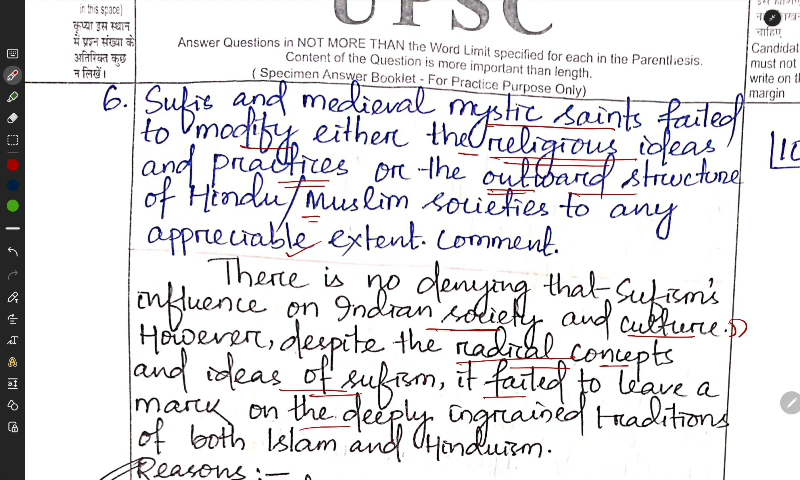 in this space)
कृप्या इस स्थान
में प्रश्न संख्या के
अतिरिक्त कुछ
न लिखें।
UPSC
Answer Questions in NOT MORE THAN the Word Limit specified for each in the Parenthesis.
Content of the Question is more important than length.
( Specimen Answer Booklet - For Practice Purpose Only)
चाहिए
Candidat
must not
write on th
margin
6. Sufis and medieval mystic saints failed
to modify either the religious ideas
and practices or the outward structure
of Hindu/Muslim societies to any
appreciable extent. Comment.
10
There is no denying that Sufism's
influence on Indian society and culture.
However, despite the radical concepts
and ideas of sufism, it failed to leave a
mark on the deeply ingrained traditions
of both Islam and Hinduism.
Reasons:—